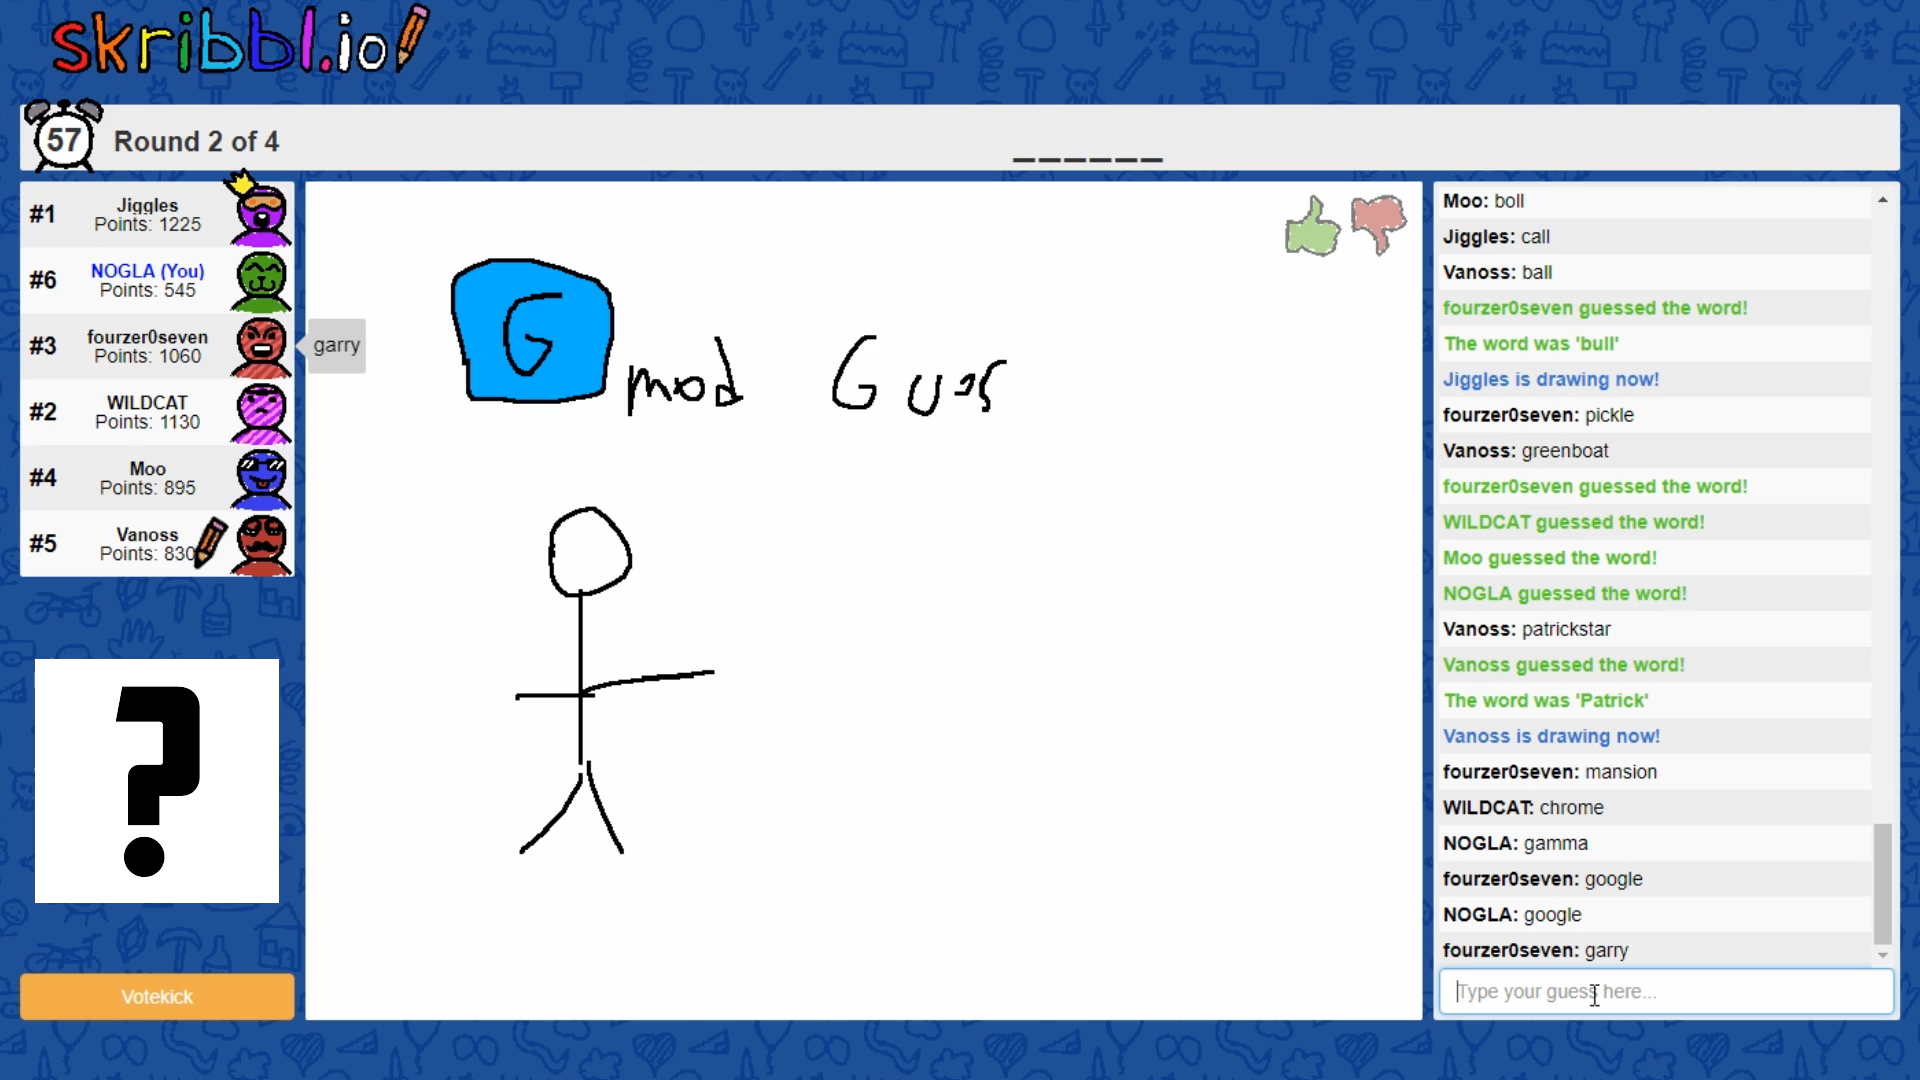 skribbl.io
57 Round 2 of 4 ______
#1 Jiggles
Points: 1225
#6 NOGLA (You)
Points: 545
#3 fourzer0seven
Points: 1060
garry
#2 WILDCAT
Points: 1130
#4 Moo
Points: 895
#5 Vanoss
Points: 830
Votekick
G mod
Moo: boll
Jiggles: call
Vanoss: ball
fourzer0seven guessed the word!
The word was 'bull'
Jiggles is drawing now!
fourzer0seven: pickle
Vanoss: greenboat
fourzer0seven guessed the word!
WILDCAT guessed the word!
Moo guessed the word!
NOGLA guessed the word!
Vanoss: patrickstar
Vanoss guessed the word!
The word was 'Patrick'
Vanoss is drawing now!
fourzer0seven: mansion
WILDCAT: chrome
NOGLA: gamma
fourzer0seven: google
NOGLA: google
fourzer0seven: garry
Type your guess here...